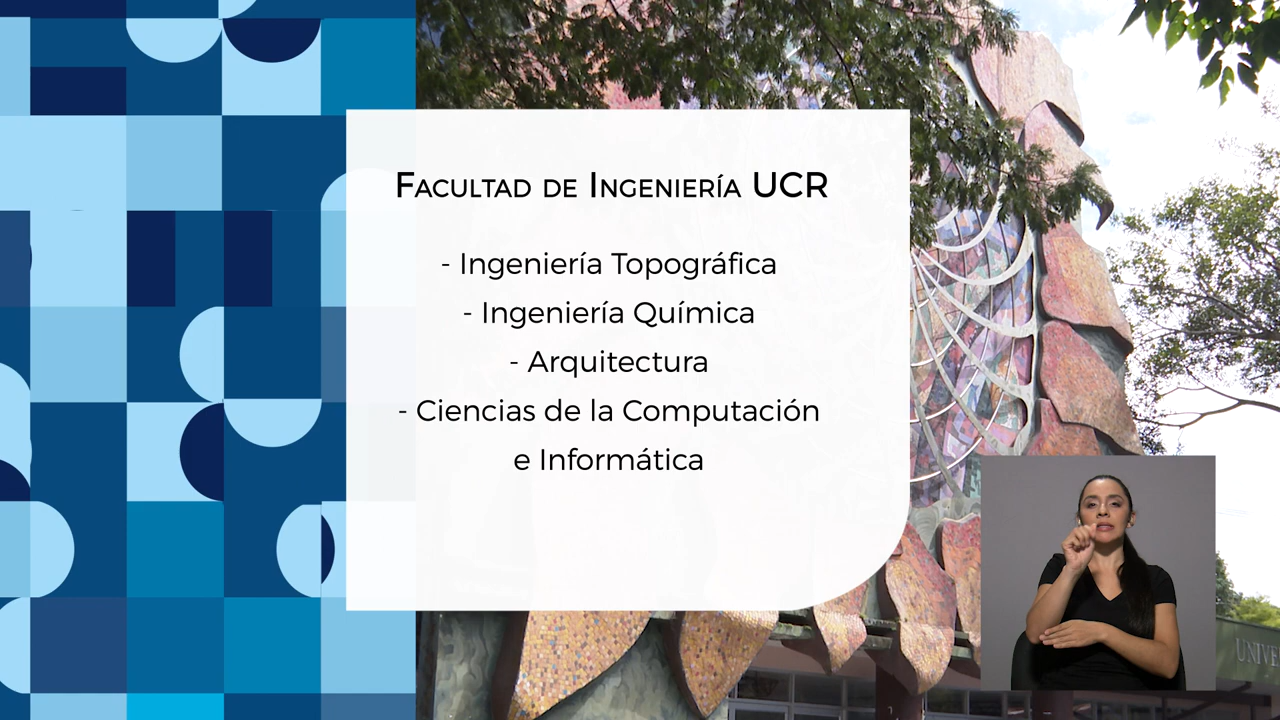 Facultad de Ingeniería UCR
- Ingeniería Topográfica
- Ingeniería Química
- Arquitectura
- Ciencias de la Computación
e Informática